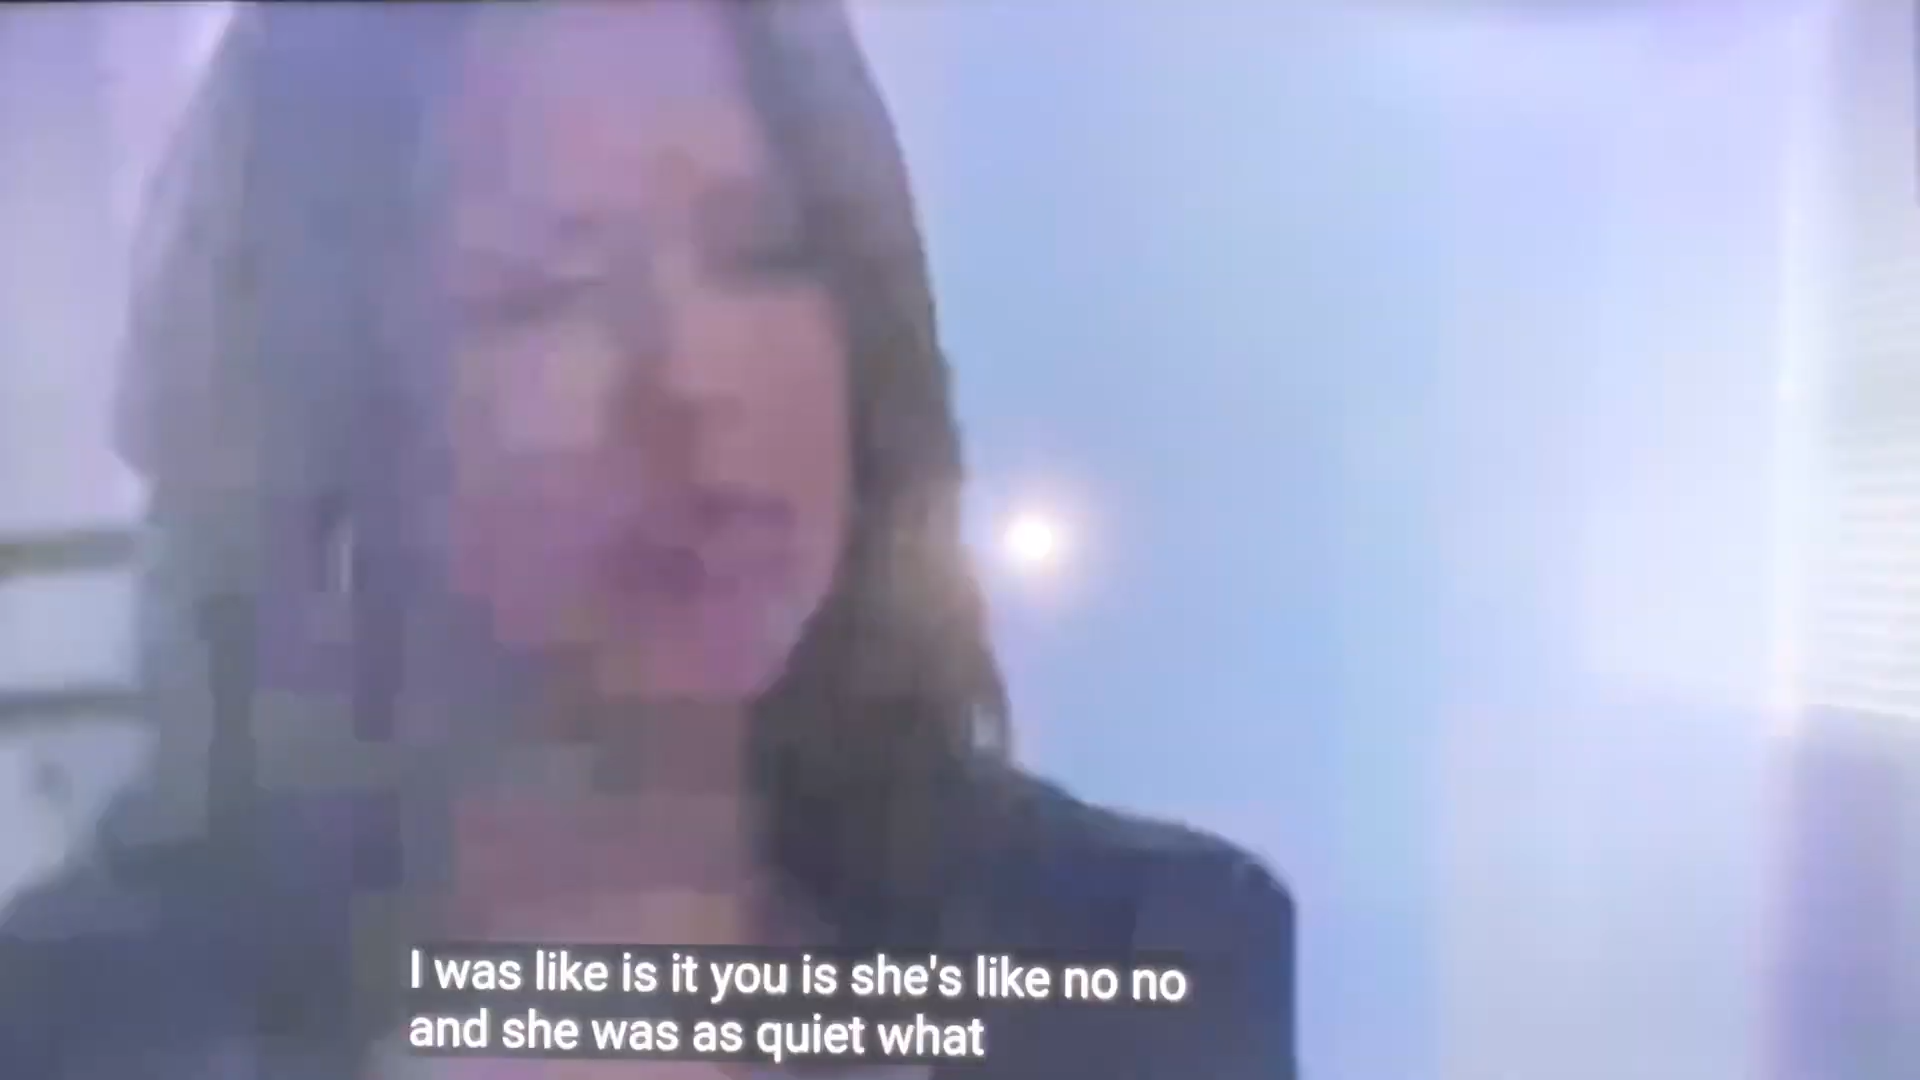 I was like is it you is she's like no no
and she was as quiet what